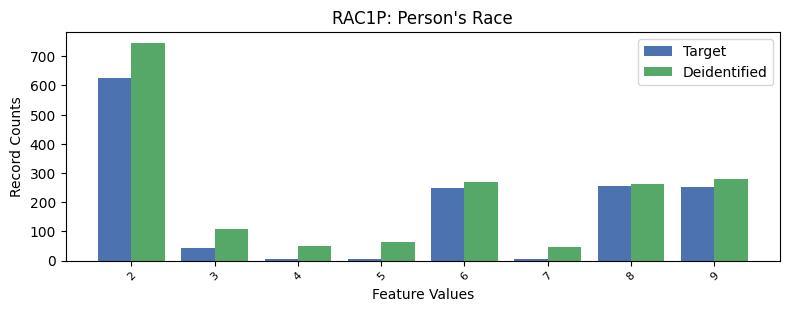 RAC1P: Person's Race
Target
Deidentified
Record Counts
700
600
500
400
300
200
100
0
2 3 4 5 6 7 8 9
Feature Values